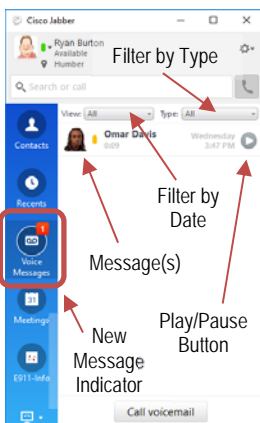 Cisco Jabber
Ryan Burton
Available
Humber
Filter by Type
Search or call
View: All
Type: All
Contacts
Omar Davis
0:09
Wednesday
3:47 PM
Recents
Filter by
Date
1
Voice
Messages
Message(s)
31
Meetings
New
Message
Indicator
Play/Pause
Button
E911-Info
Call voicemail